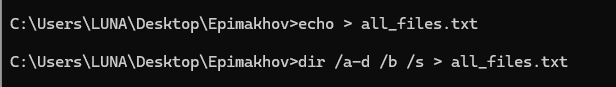 C:\Users\LUNA\Desktop\Epimakhov>echo > all_files.txt
C:\Users\LUNA\Desktop\Epimakhov>dir /a-d /b /s > all_files.txt